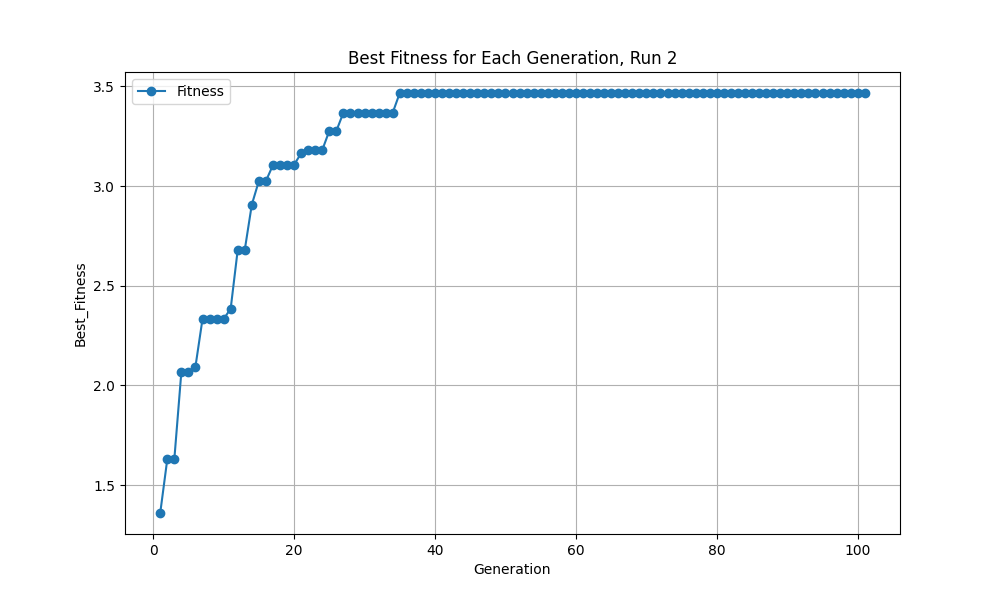 Best Fitness for Each Generation, Run 2
Fitness
3.5
3.0
2.5
2.0
1.5
Best_Fitness
0 20 40 60 80 100
Generation